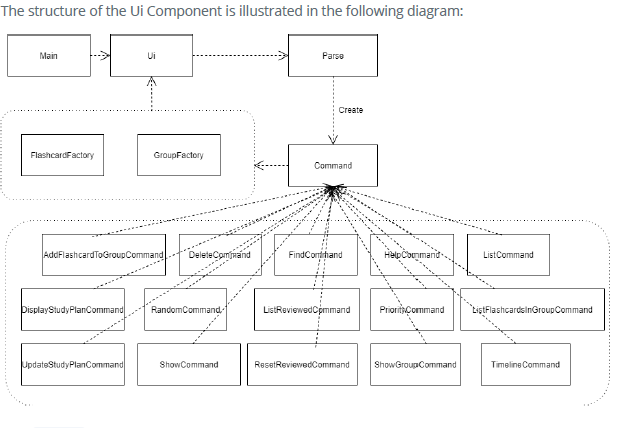 The structure of the Ui Component is illustrated in the following diagram:
Main
Ui
Parse
Create
FlashcardFactory
GroupFactory
Command
AddFlashcardToGroupCommand
DeleteCommand
FindCommand
HelpCommand
ListCommand
DisplayStudyPlanCommand
RandomCommand
ListReviewedCommand
PriorityCommand
ListFlashcardsInGroupCommand
UpdateStudyPlanCommand
ShowCommand
ResetReviewedCommand
ShowGroupCommand
TimelineCommand